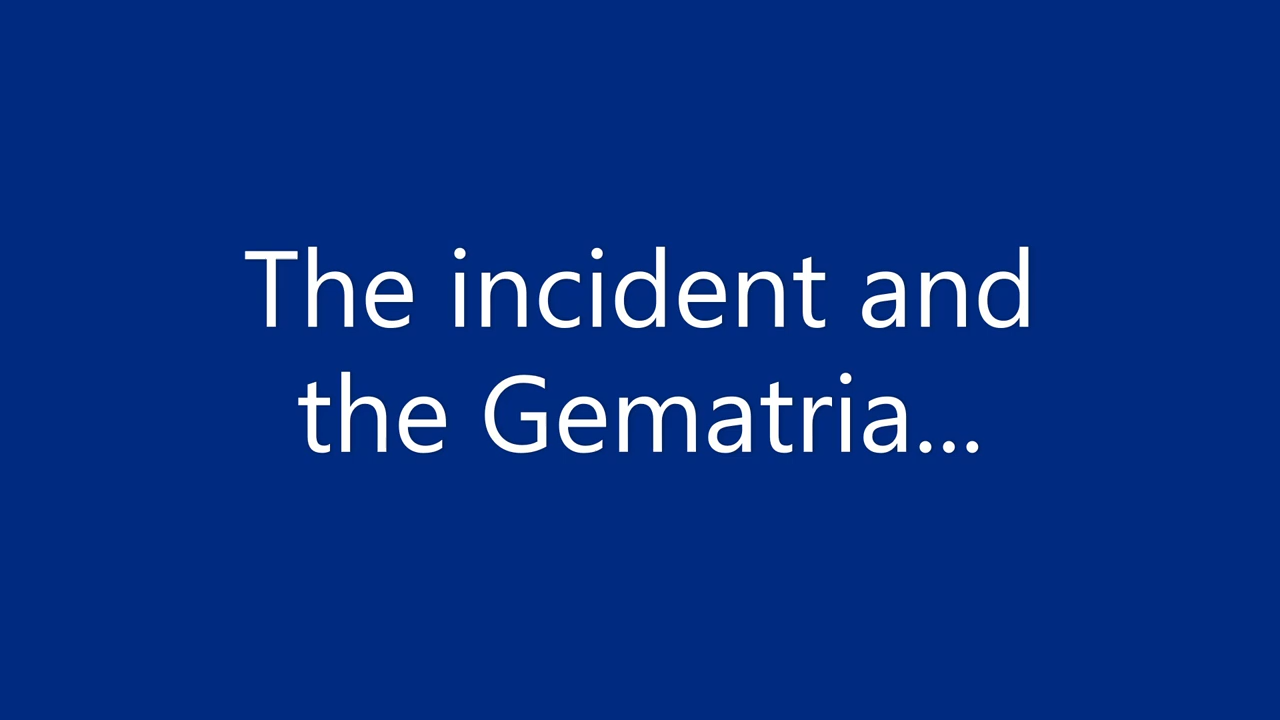 The incident and
the Gematria...